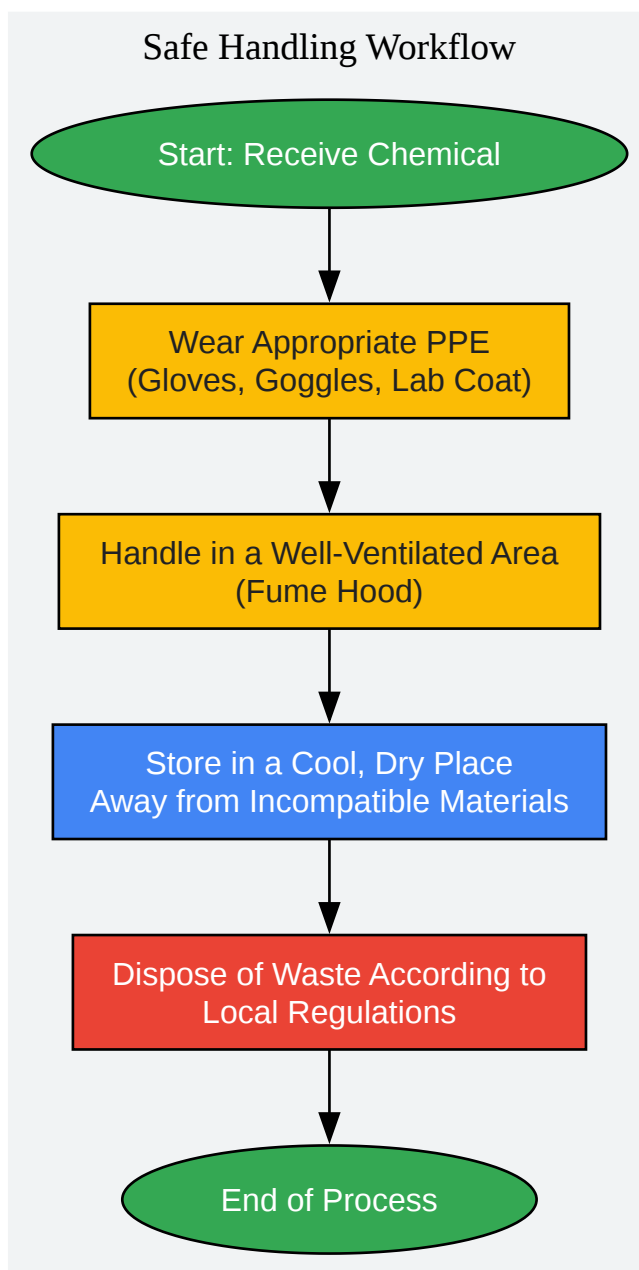 Safe Handling Workflow
Start: Receive Chemical
Wear Appropriate PPE
(Gloves, Goggles, Lab Coat)
Handle in a Well-Ventilated Area
(Fume Hood)
Store in a Cool, Dry Place
Away from Incompatible Materials
Dispose of Waste According to
Local Regulations
End of Process